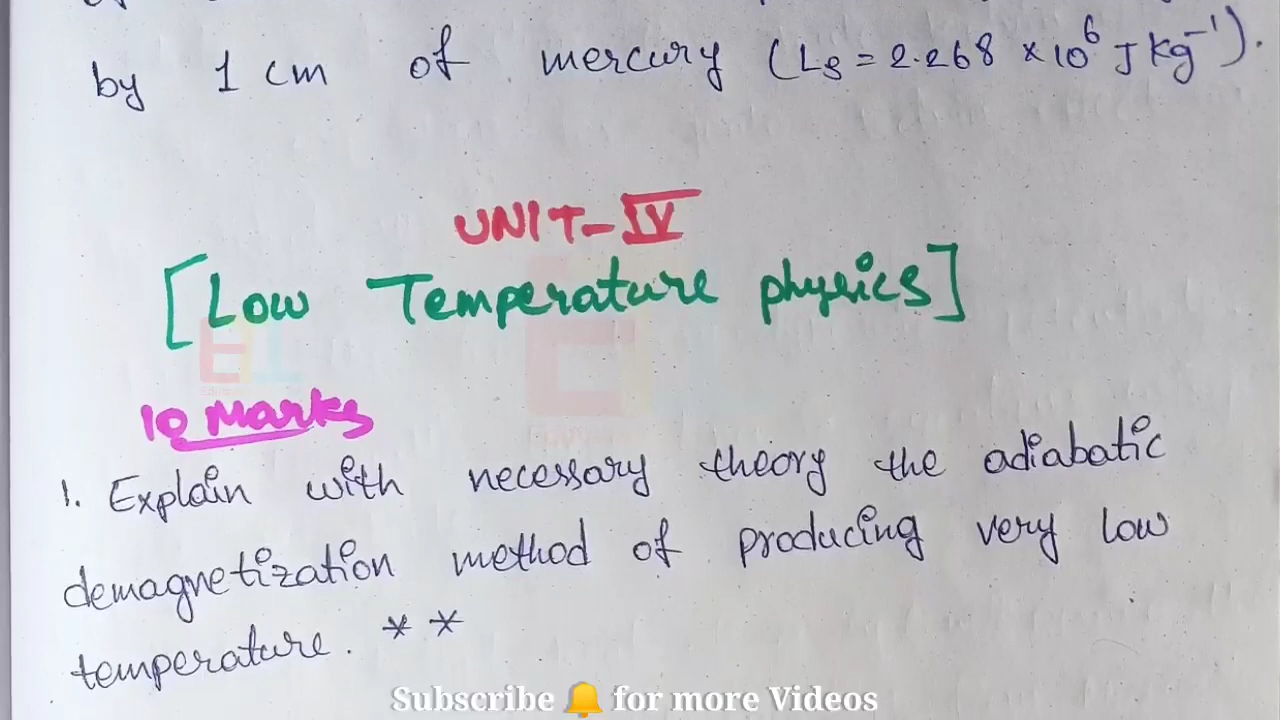 by 1 cm of mercury (Ls = 2.268 × 10⁶ J kg⁻¹).
UNIT-IV
[Low Temperature physics]
10 Marks
1. Explain with necessary theory the adiabatic
demagnetization method of producing very low
temperature. * *
Subscribe 🔔 for more Videos